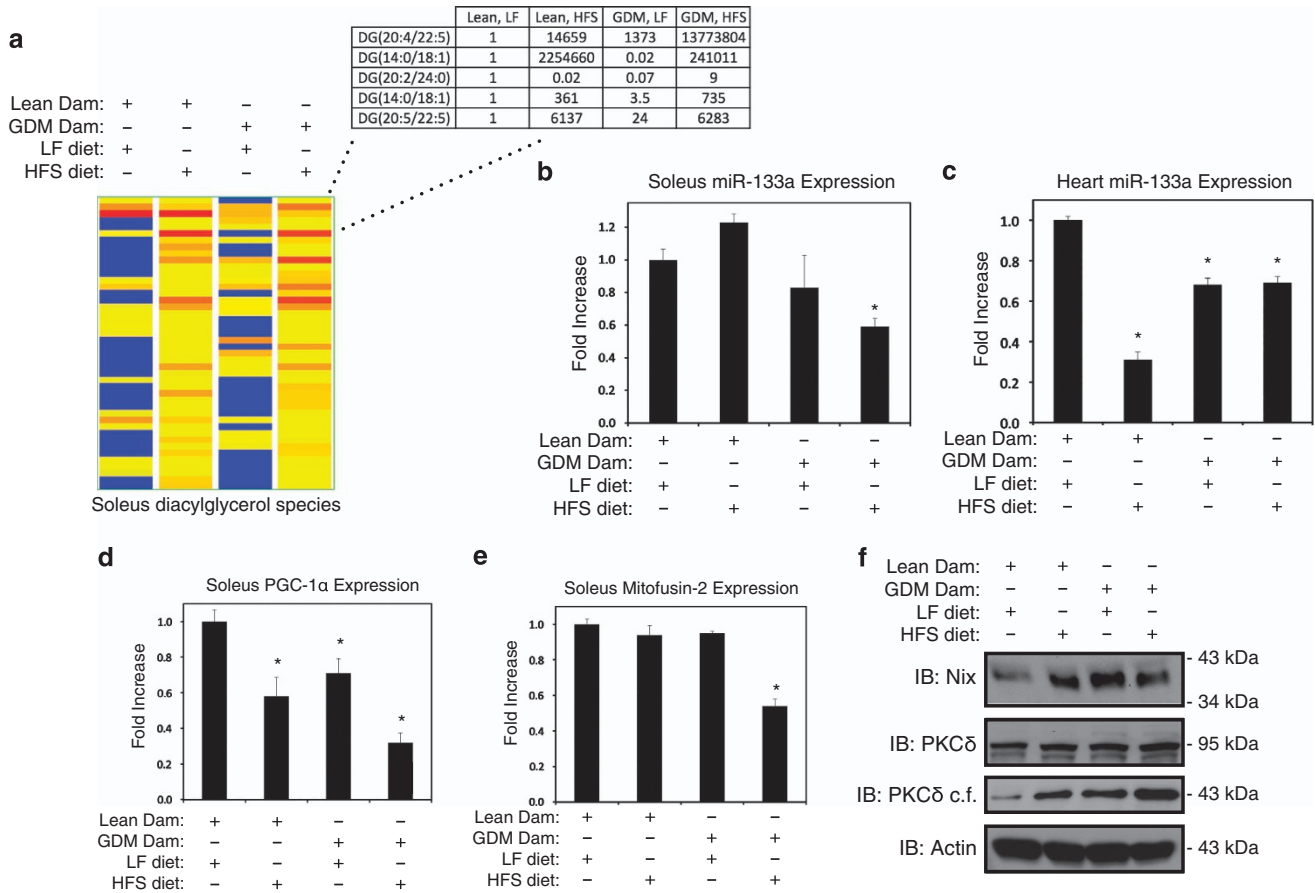 a
Lean, LF Lean, HFS GDM, LF GDM, HFS
DG(20:4/22:5) 1 14659 1373 13773804
DG(14:0/18:1) 1 2254660 0.02 241011
DG(20:2/24:0) 1 0.02 0.07 9
DG(14:0/18:1) 1 361 3.5 735
DG(20:5/22:5) 1 6137 24 6283
Lean Dam: + + – –
GDM Dam: – – + +
LF diet: + – + –
HFS diet: – + – +
Soleus diacylglycerol species
b
Soleus miR-133a Expression
Fold Increase
1.2
1.0
0.8
0.6
0.4
0.2
0.0
*
Lean Dam: + + – –
GDM Dam: – – + +
LF diet: + – + –
HFS diet: – + – +
c
Heart miR-133a Expression
Fold Increase
1.0
0.8
0.6
0.4
0.2
0.0
* * *
Lean Dam: + + – –
GDM Dam: – – + +
LF diet: + – + –
HFS diet: – + – +
d
Soleus PGC-1α Expression
Fold Increase
1.0
0.8
0.6
0.4
0.2
0.0
* * *
Lean Dam: + + – –
GDM Dam: – – + +
LF diet: + – + –
HFS diet: – + – +
e
Soleus Mitofusin-2 Expression
Fold Increase
1.0
0.8
0.6
0.4
0.2
0.0
*
Lean Dam: + + – –
GDM Dam: – – + +
LF diet: + – + –
HFS diet: – + – +
f
Lean Dam: + + – –
GDM Dam: – – + +
LF diet: + – + –
HFS diet: – + – +
IB: Nix
- 43 kDa
- 34 kDa
IB: PKCδ
- 95 kDa
IB: PKCδ c.f.
- 43 kDa
IB: Actin
- 43 kDa